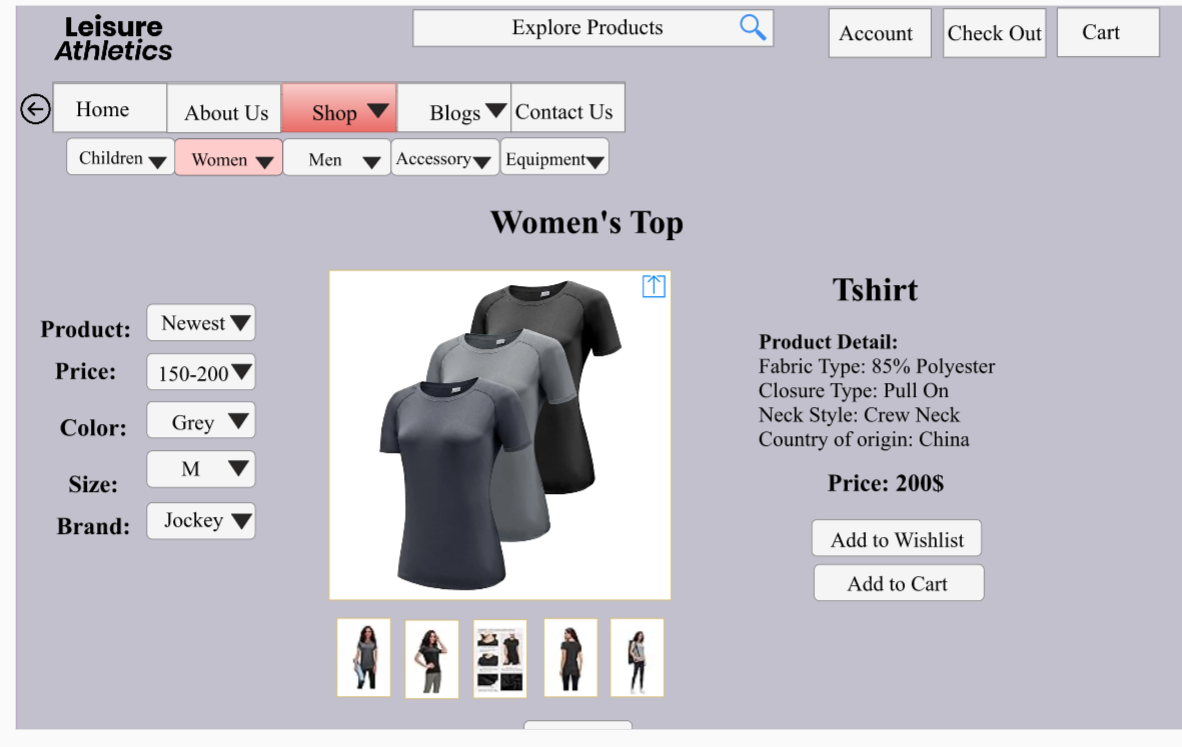 Leisure
Athletics
Explore Products
Account
Check Out
Cart
Home
About Us
Shop
Blogs
Contact Us
Children
Women
Men
Accessory
Equipment
Women's Top
Product:
Newest
Price:
150-200
Color:
Grey
Size:
M
Brand:
Jockey
Tshirt
Product Detail:
Fabric Type: 85% Polyester
Closure Type: Pull On
Neck Style: Crew Neck
Country of origin: China
Price: 200$
Add to Wishlist
Add to Cart